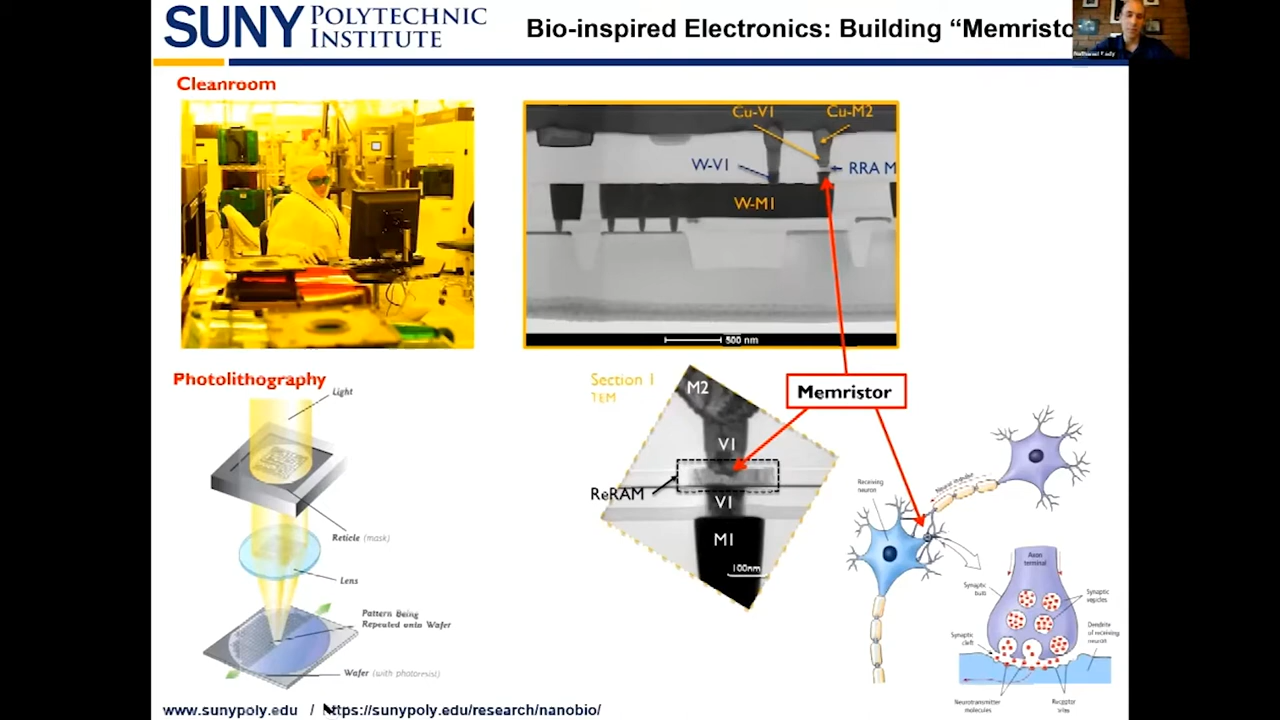 SUNY POLYTECHNIC
INSTITUTE
Bio-inspired Electronics: Building “Memristo
Cleanroom
Cu-V1
Cu-M2
W-V1
RRA M
W-M1
500 nm
Photolithography
Light
Reticle (mask)
Lens
Pattern Being
Repeated onto Wafer
Wafer (with photoresist)
Section 1
TEM
M2
V1
ReRAM
V1
M1
100nm
Memristor
Receiving
neuron
Neural impulse
Axon
terminal
Synaptic
bulb
Synaptic
vesicles
Synaptic
cleft
Dendrite
of receiving
neuron
Neurotransmitter
molecules
Receptor
sites
www.sunypoly.edu / https://sunypoly.edu/research/nanobio/